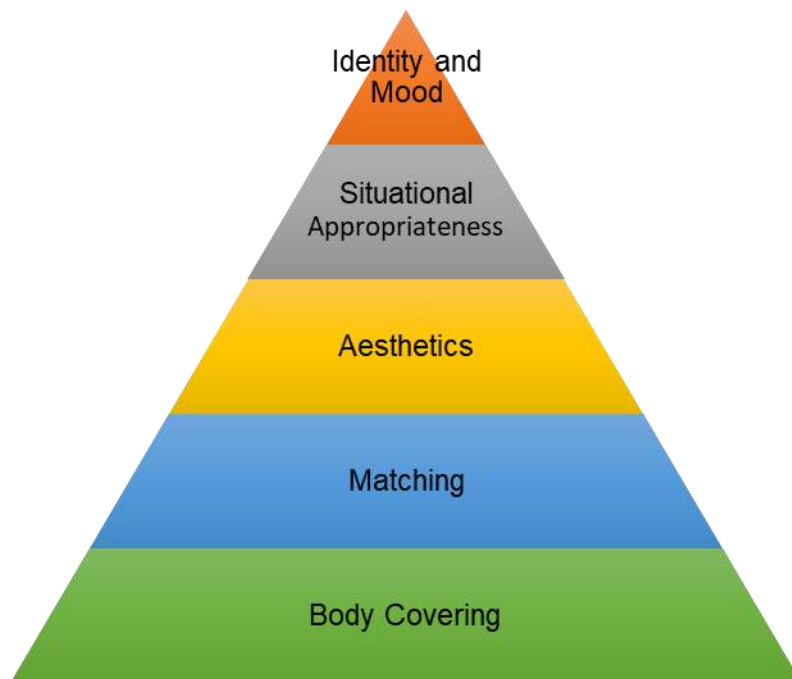 Identity and
Mood
Situational
Appropriateness
Aesthetics
Matching
Body Covering